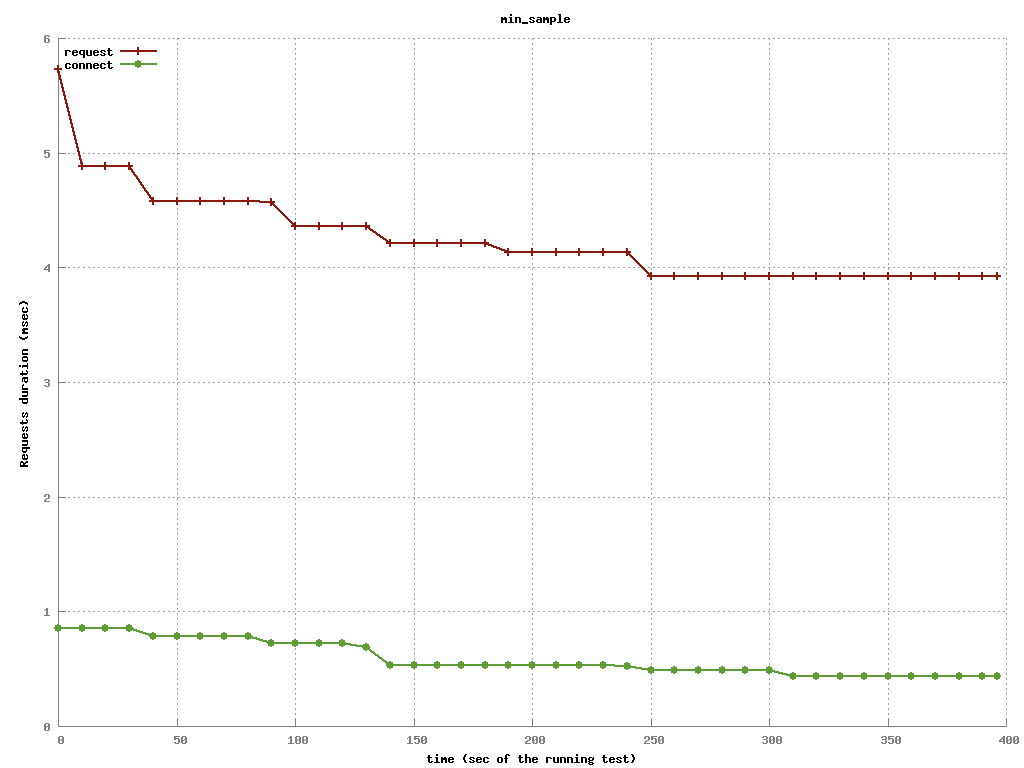 min_sample
request
connect
6
5
4
3
2
1
0
Requests duration (msec)
0 50 100 150 200 250 300 350 400
time (sec of the running test)